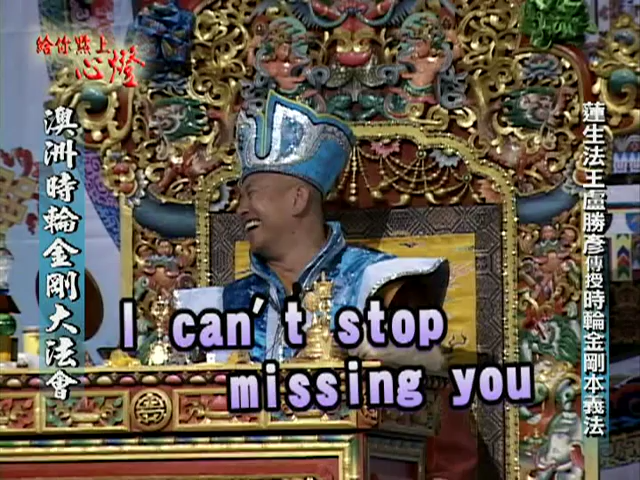 給你點上
心燈
蓮生法王盧勝彥傳授時輪金剛本義法
澳洲時輪金剛大法會
I can't stop
missing you